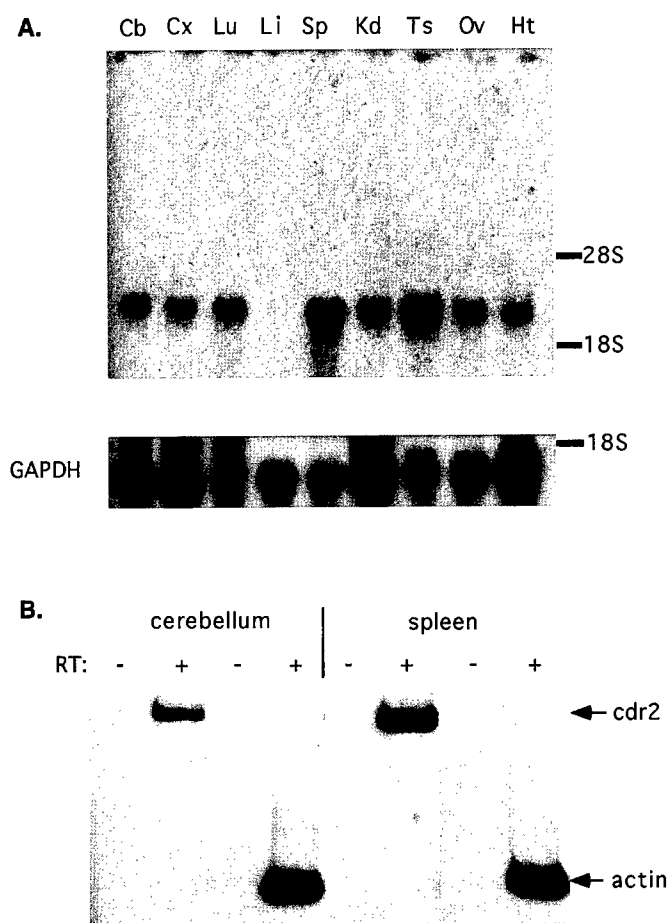 A. Cb Cx Lu Li Sp Kd Ts Ov Ht
28S
18S
18S
GAPDH
B.
cerebellum spleen
RT: - + - + - + - +
cdr2
actin